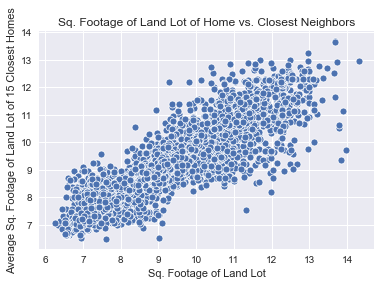 Sq. Footage of Land Lot of Home vs. Closest Neighbors
Average Sq. Footage of Land Lot of 15 Closest Homes
14
13
12
11
10
9
8
7
6 7 8 9 10 11 12 13 14
Sq. Footage of Land Lot